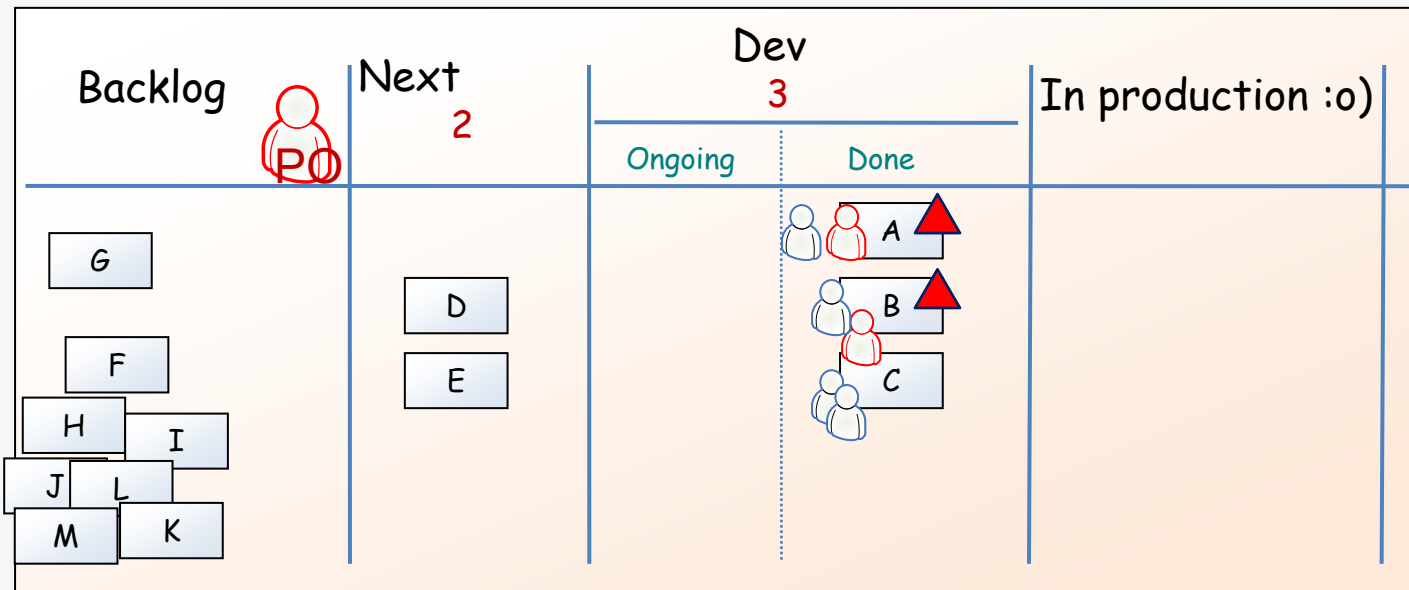 Backlog
PO
Next
2
Dev
3
Ongoing
Done
In production :o)
G
F
H
I
J
L
M
K
D
E
A
B
C